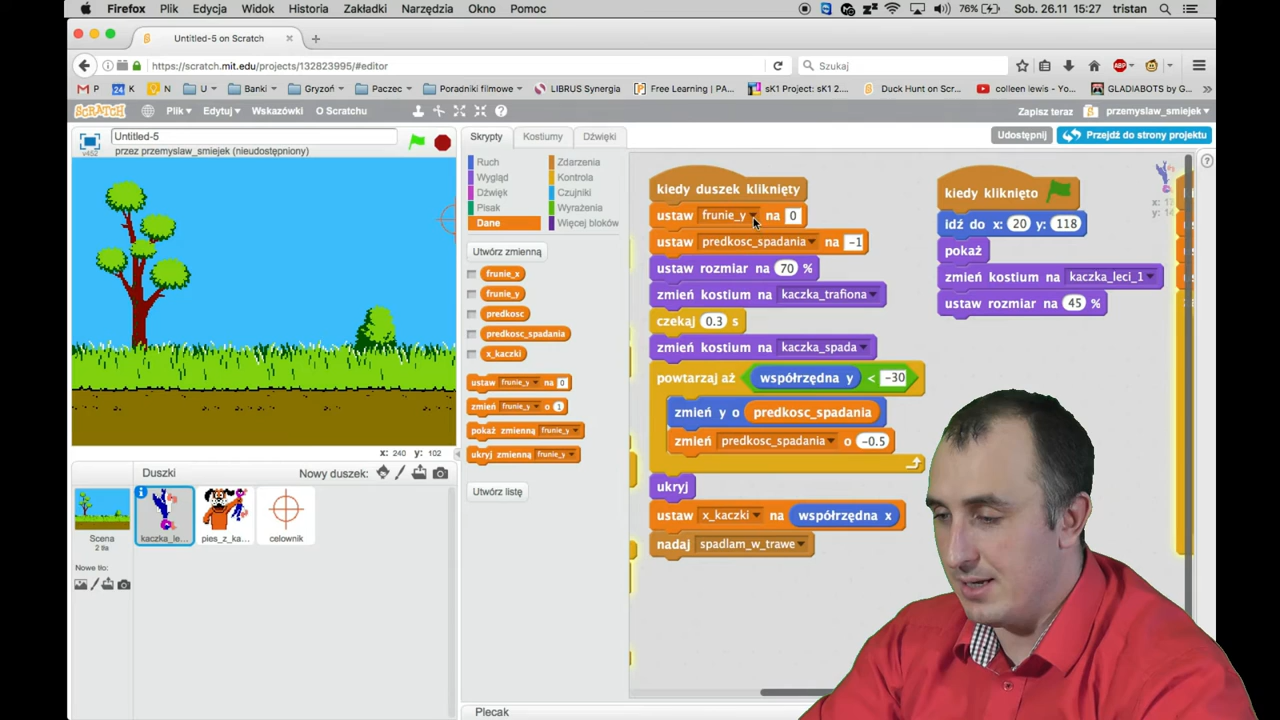 Firefox Plik Edycja Widok Historia Zakładki Narzędzia Okno Pomoc 76% Sob. 26.11 15:27 tristan
Untitled-5 on Scratch
https://scratch.mit.edu/projects/132823995/#editor Szukaj
M P 24 K N U Banki Gryzoń Paczec Poradniki filmowe LIBRUS Synergia Free Learning | PA... sK1 Project: sK1 2... Duck Hunt on Scr... colleen lewis - Yo... GLADIABOTS by G...
SCRATCH Plik Edytuj Wskazówki O Scratchu Zapisz teraz przemyslaw_smiejek
Untitled-5
przez przemyslaw_smiejek (nieudostępniony)
v452
Skrypty Kostiumy Dźwięki
Udostępnij Przejdź do strony projektu
Ruch Zdarzenia
Wygląd Kontrola
Dźwięk Czujniki
Pisak Wyrażenia
Dane Więcej bloków
Utwórz zmienną
frunie_x
frunie_y
predkosc
predkosc_spadania
x_kaczki
ustaw frunie_y na 0
zmień frunie_y o 1
pokaż zmienną frunie_y
ukryj zmienną frunie_y
Utwórz listę
kiedy duszek kliknięty
ustaw frunie_y na 0
ustaw predkosc_spadania na -1
ustaw rozmiar na 70 %
zmień kostium na kaczka_trafiona
czekaj 0.3 s
zmień kostium na kaczka_spada
powtarzaj aż współrzędna y < -30
zmień y o predkosc_spadania
zmień predkosc_spadania o -0.5
ukryj
ustaw x_kaczki na współrzędna x
nadaj spadlam_w_trawe
kiedy kliknięto
idź do x: 20 y: 118
pokaż
zmień kostium na kaczka_leci_1
ustaw rozmiar na 45 %
x: 240 y: 102
Duszki Nowy duszek:
Scena
2 tła
kaczka_le... pies_z_ka... celownik
Nowe tło:
Plecak